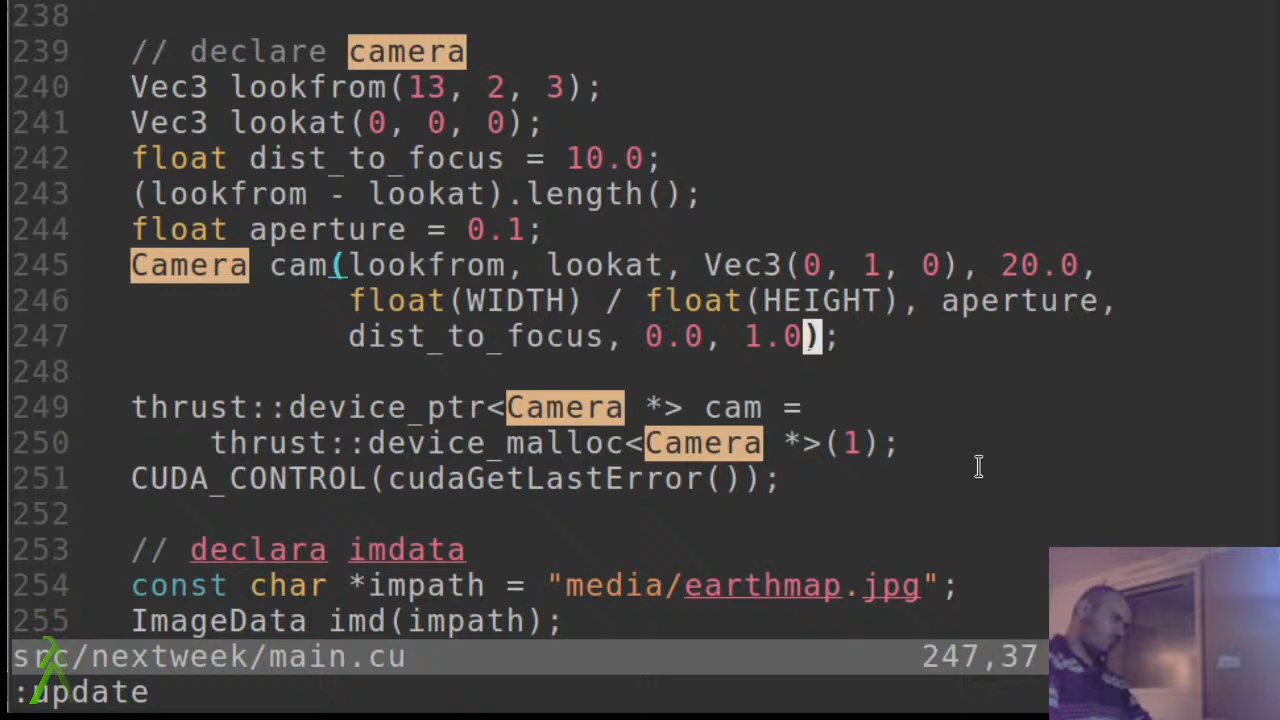 238
239 // declare camera
240 Vec3 lookfrom(13, 2, 3);
241 Vec3 lookat(0, 0, 0);
242 float dist_to_focus = 10.0;
243 (lookfrom - lookat).length();
244 float aperture = 0.1;
245 Camera cam(lookfrom, lookat, Vec3(0, 1, 0), 20.0,
246 float(WIDTH) / float(HEIGHT), aperture,
247 dist_to_focus, 0.0, 1.0);
248
249 thrust::device_ptr<Camera *> cam =
250 thrust::device_malloc<Camera *>(1);
251 CUDA_CONTROL(cudaGetLastError());
252
253 // declara imdata
254 const char *impath = "media/earthmap.jpg";
255 ImageData imd(impath);
src/nextweek/main.cu 247,37
:update